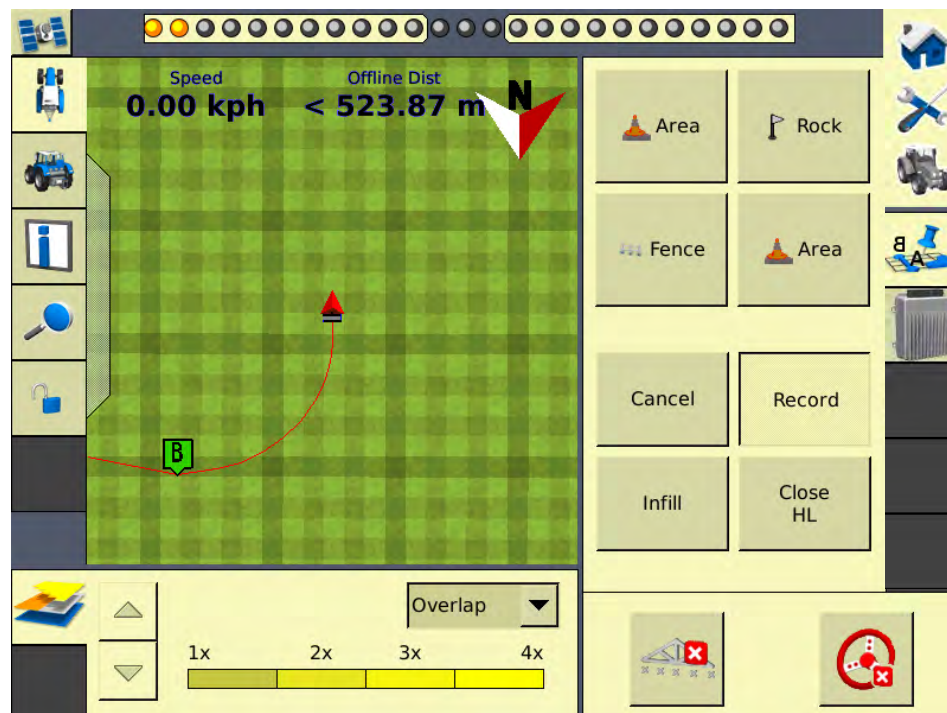 Speed
Offline Dist
0.00 kph
< 523.87 m
N
Area
Rock
Fence
Area
B
A
B
Cancel
Record
Infill
Close
HL
Overlap
1x 2x 3x 4x